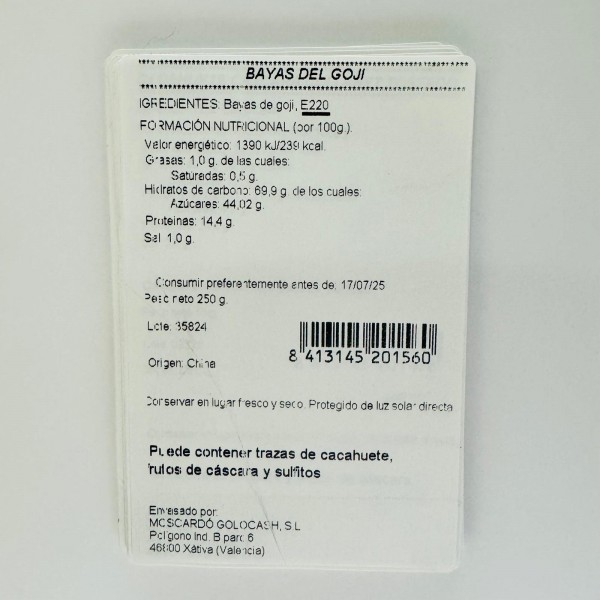 BAYAS DEL GOJI
IGREDIENTES: Bayas de goji, E220
FORMACIÓN NUTRICIONAL (por 100g.).
Valor energético: 1390 kJ/239 kcal.
Grasas: 1,0 g. de las cuales:
Saturadas: 0,5 g.
Hidratos de carbono: 69,9 g. de los cuales:
Azúcares: 44,02 g.
Proteinas: 14,4 g.
Sal 1,0 g.
Consumir preferentemente antes de: 17/07/25
Peso neto 250 g.
Lote: 35824
8 413145 201560
Origen: China
Conservar en lugar fresco y seco. Protegido de luz solar directa
Puede contener trazas de cacahuete,
frutos de cáscara y sulfitos
Envasado por:
MOSCARDÓ GOLOCASH, S.L
Polígono Ind. B parc 6
46800 Xátiva (Valencia)